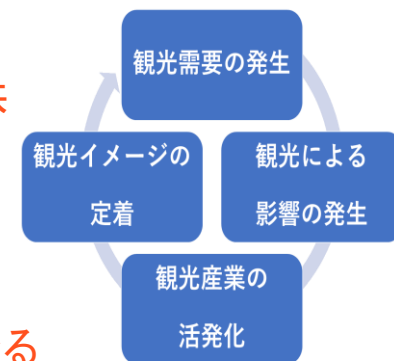 観光需要の発生
観光による
影響の発生
観光産業の
活発化
観光イメージの
定着
る